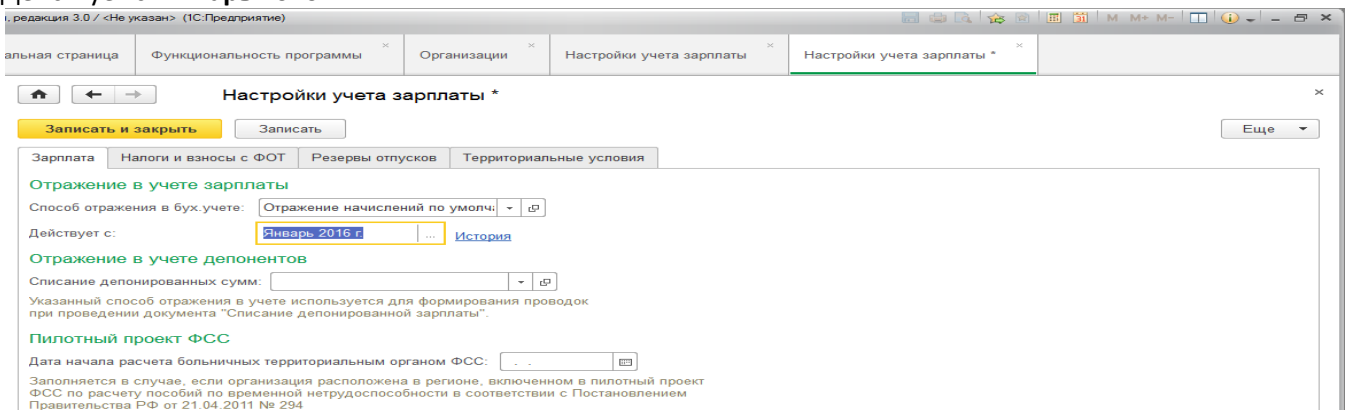 , редакция 3.0 / <Не указан> (1С:Предприятие) M M+ M-
альная страница Функциональность программы Организации Настройки учета зарплаты Настройки учета зарплаты *
Настройки учета зарплаты *
Записать и закрыть Записать Еще
Зарплата Налоги и взносы с ФОТ Резервы отпусков Территориальные условия
Отражение в учете зарплаты
Способ отражения в бух.учете: Отражение начислений по умолч
Действует с: Январь 2016 г. ... История
Отражение в учете депонентов
Списание депонированных сумм:
Указанный способ отражения в учете используется для формирования проводок
при проведении документа "Списание депонированной зарплаты".
Пилотный проект ФСС
Дата начала расчета больничных территориальным органом ФСС: . .
Заполняется в случае, если организация расположена в регионе, включенном в пилотный проект
ФСС по расчету пособий по временной нетрудоспособности в соответствии с Постановлением
Правительства РФ от 21.04.2011 № 294